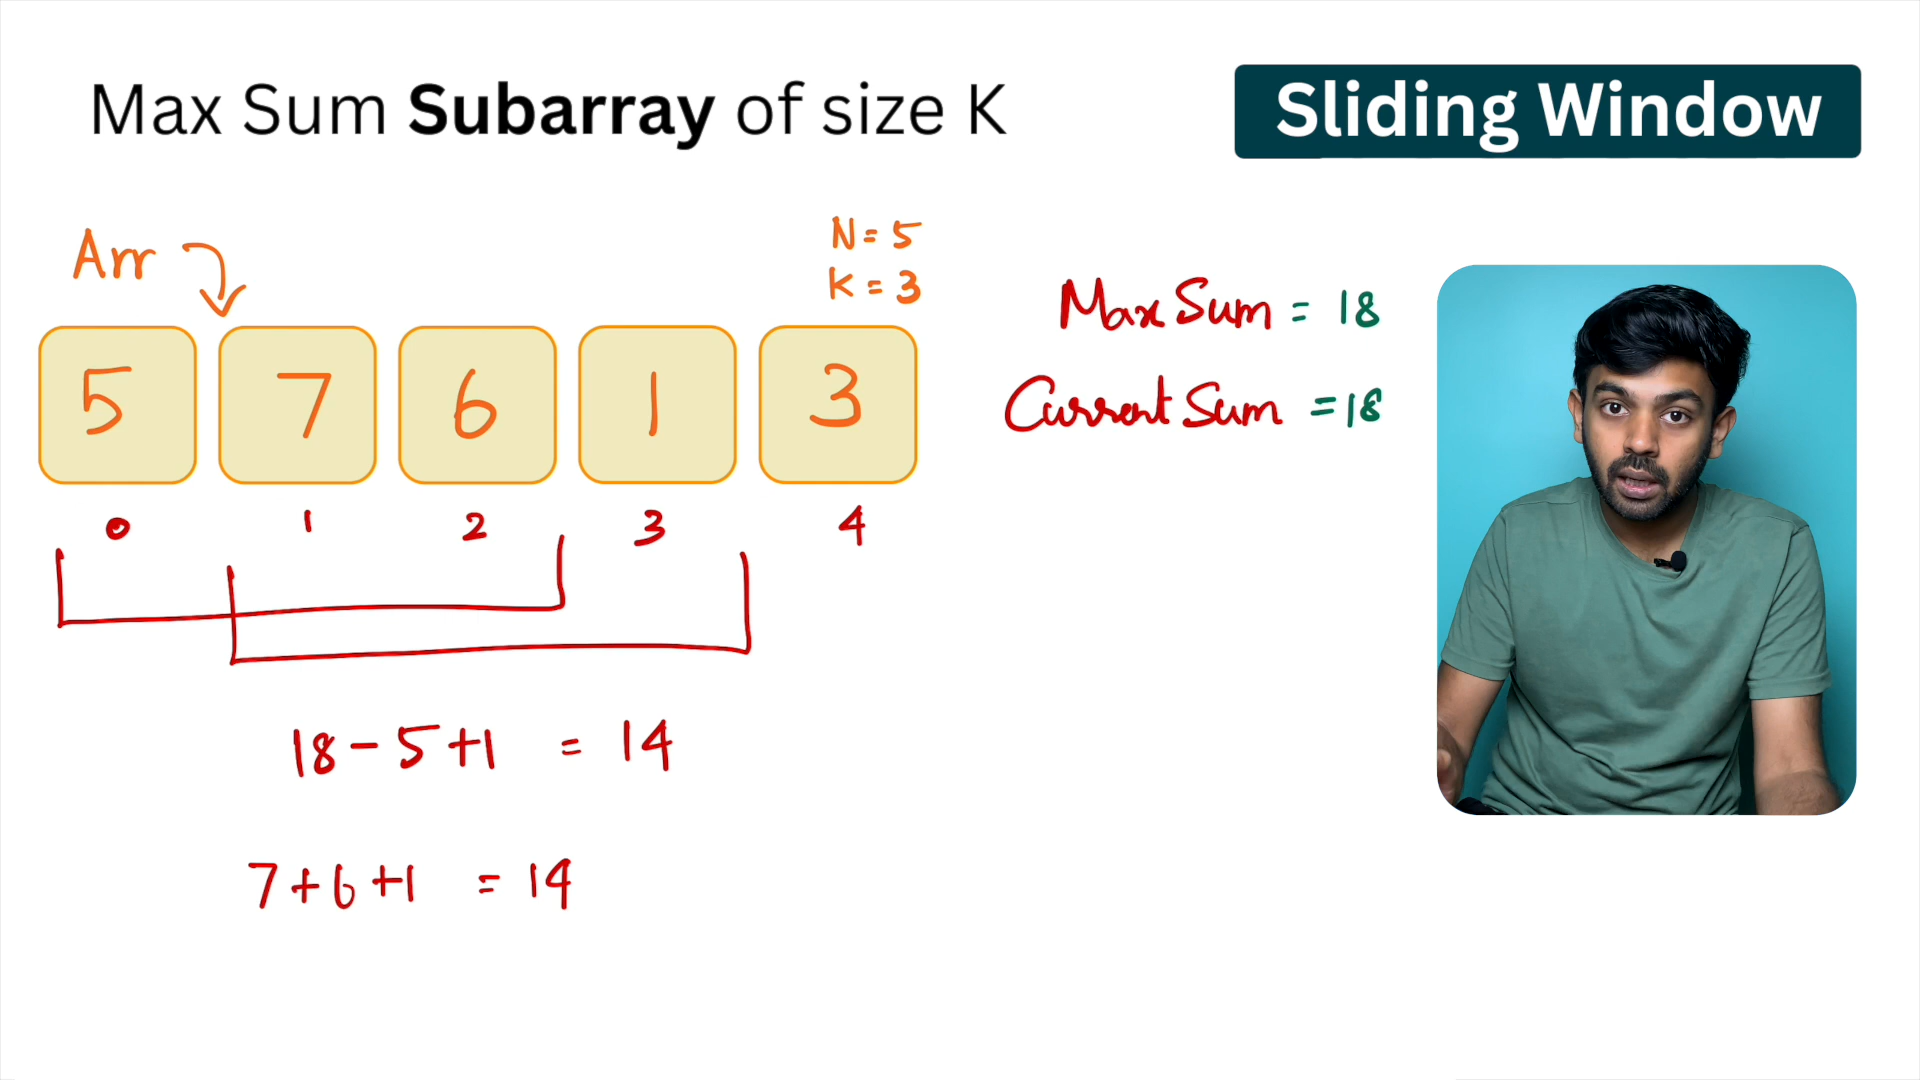 Max Sum Subarray of size K
Sliding Window
Arr
N = 5
K = 3
5 7 6 1 3
0 1 2 3 4
Max Sum = 18
Current Sum = 18
18 - 5 + 1 = 14
7 + 6 + 1 = 14